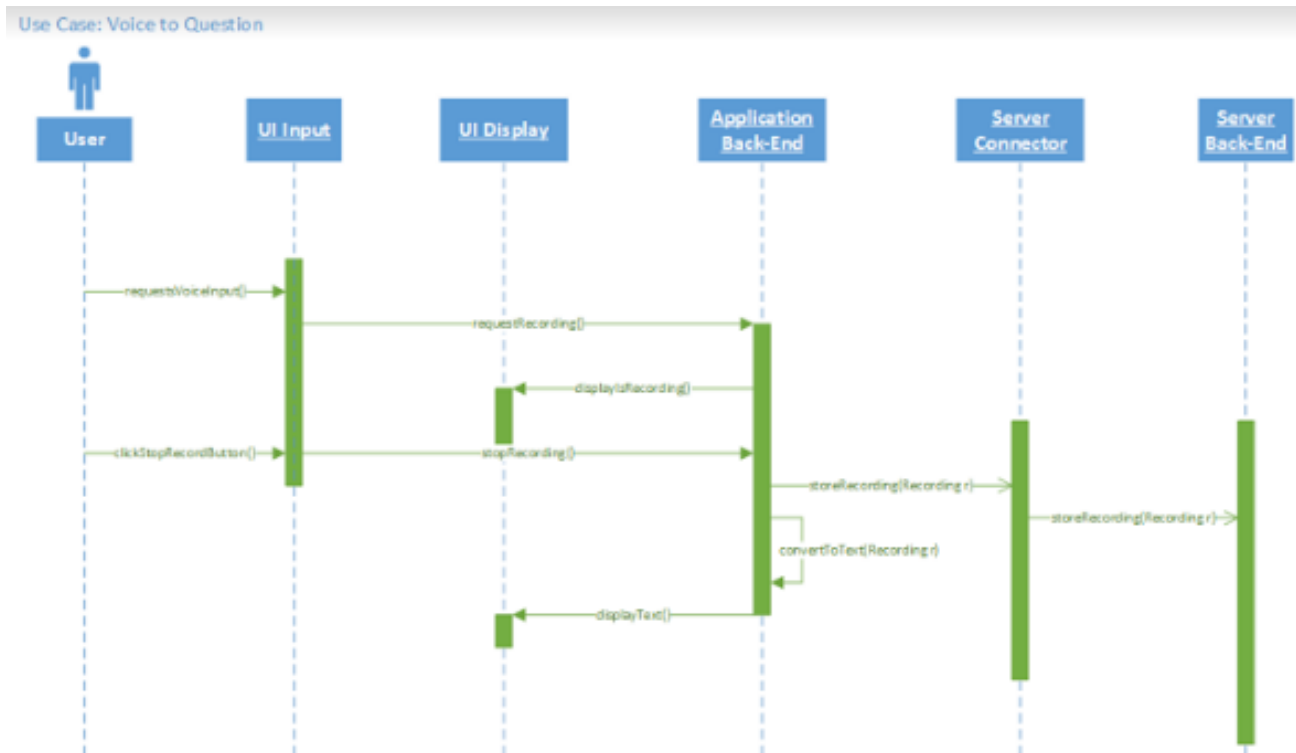 Use Case: Voice to Question
User
UI Input
UI Display
Application
Back-End
Server
Connector
Server
Back-End
requestsVoiceInput()
requestRecording()
displayIsRecording()
clickStopRecordButton()
stopRecording()
storeRecording(Recording r)
storeRecording(Recording r)
convertToText(Recording r)
displayText()